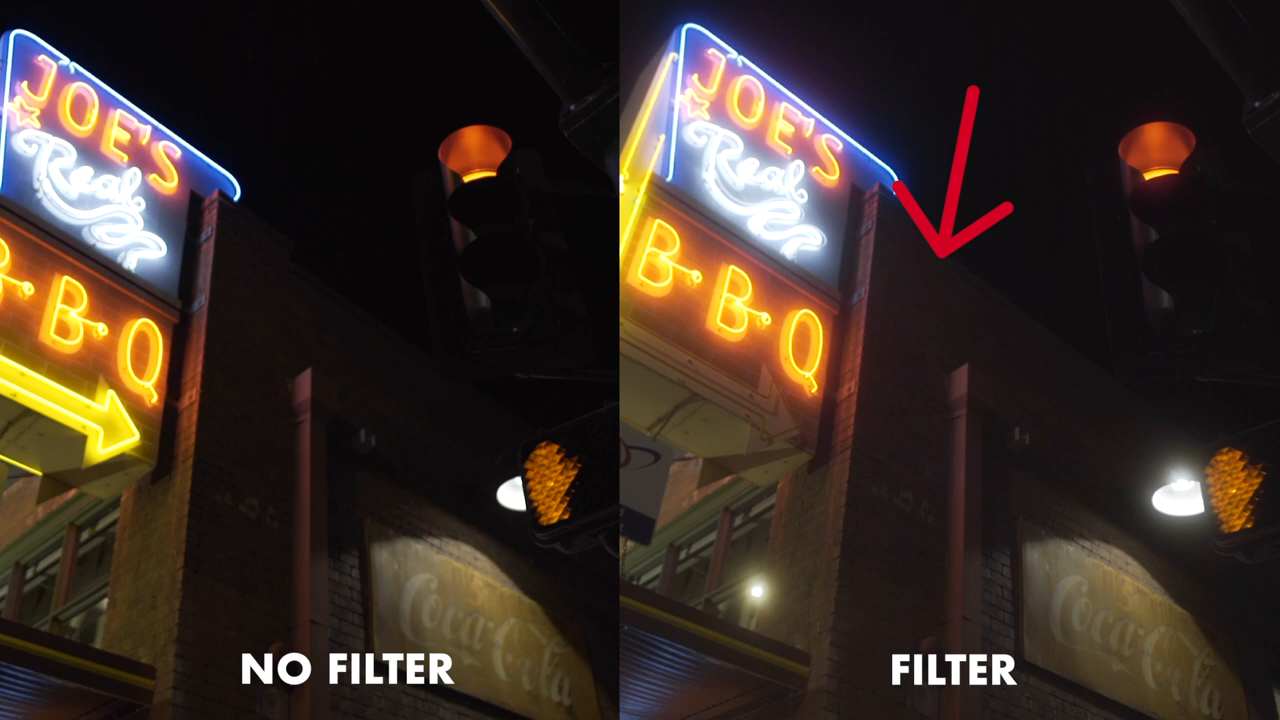 JOE'S
Real
B-B-Q
NO FILTER
Coca-Cola
JOE'S
Real
B-B-Q
FILTER
Coca-Cola